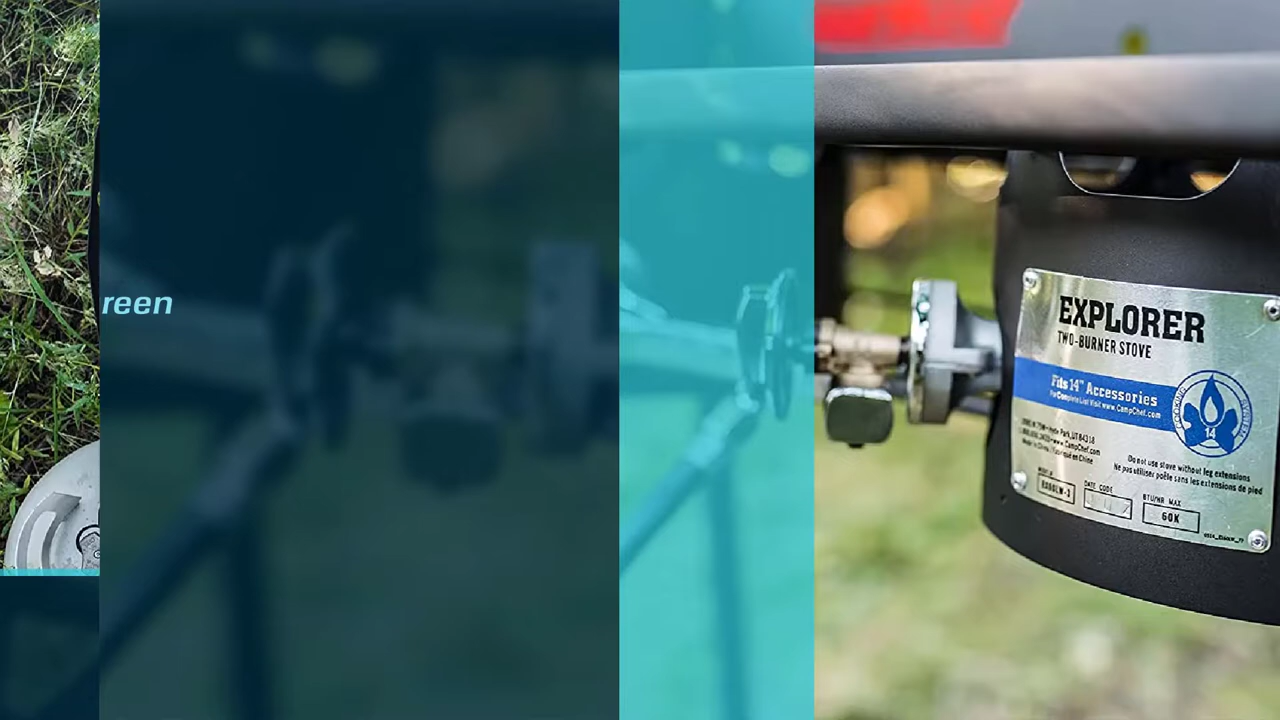 reen
EXPLORER
TWO-BURNER STOVE
Fits 14" Accessories
For Complete List Visit www.CampChef.com
Do not use stove without leg extensions
Ne pas utiliser poêle sans les extensions de pied
DATE CODE
BTU/HR MAX
60K
14